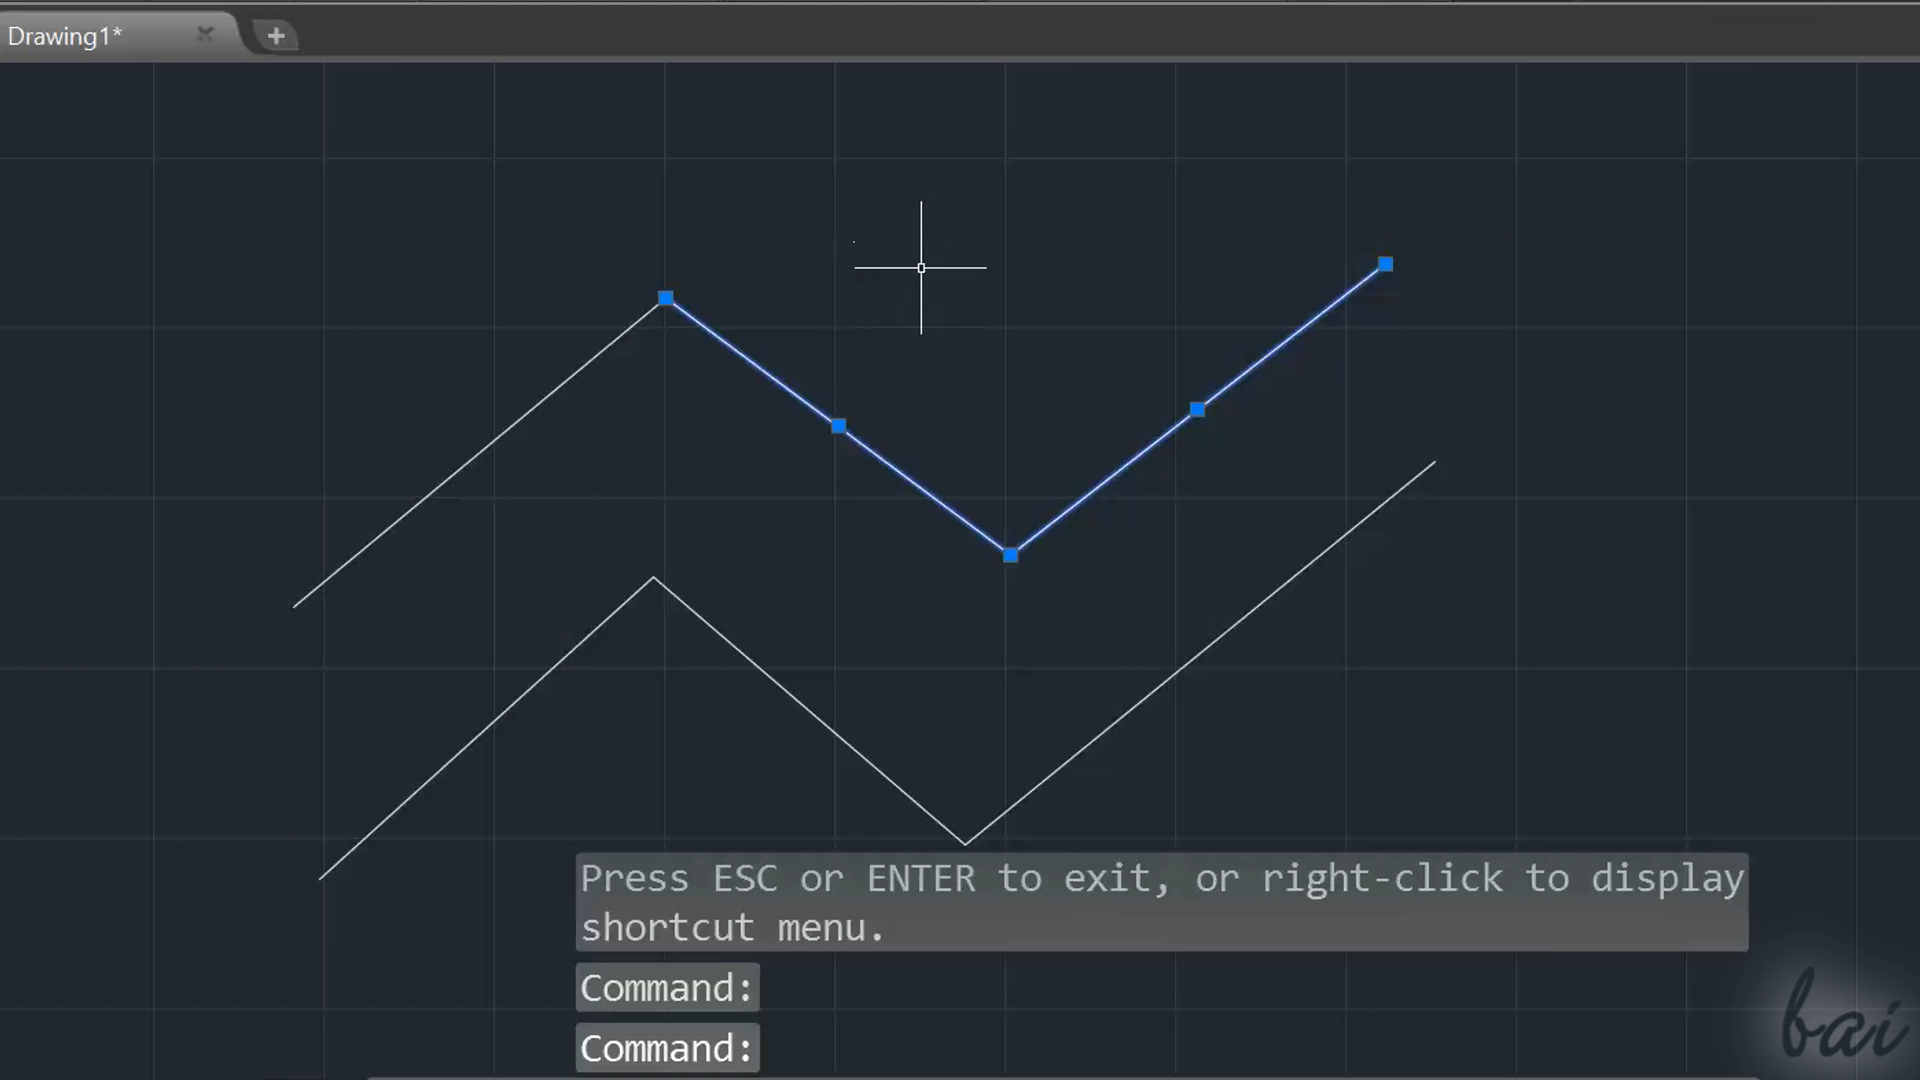 Drawing1*
Press ESC or ENTER to exit, or right-click to display
shortcut menu.
Command:
Command:
bai